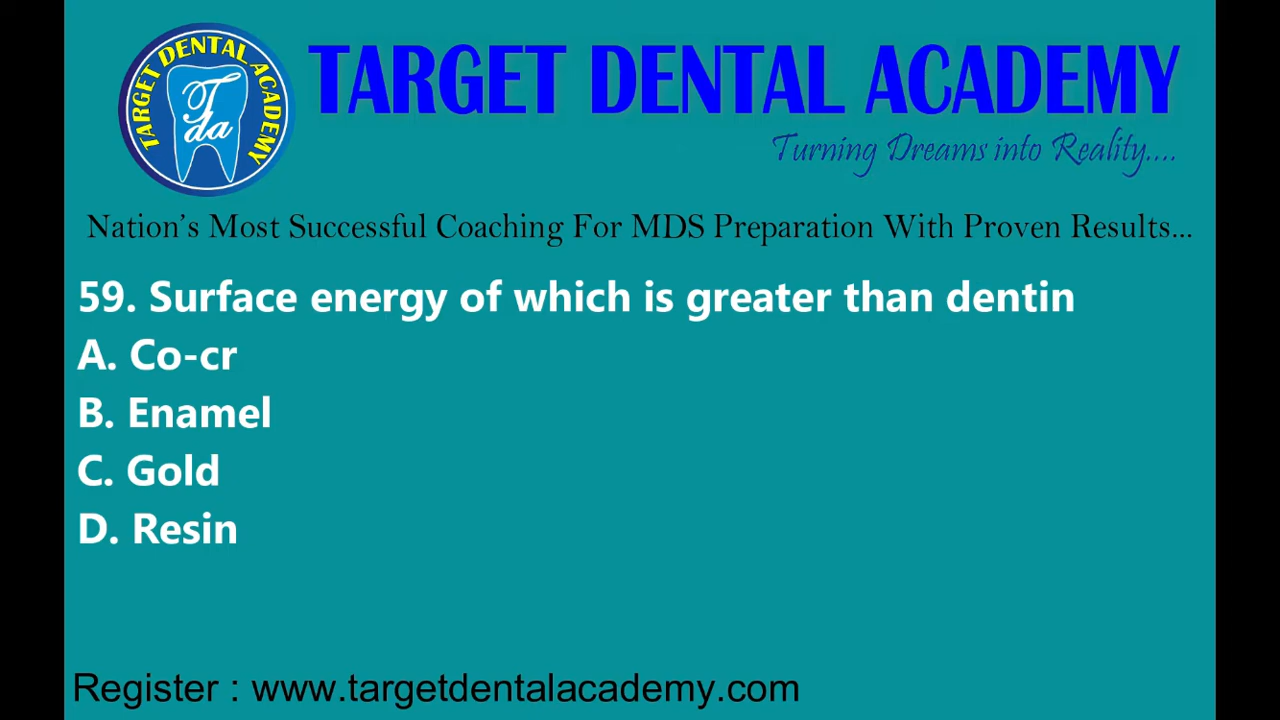 TARGET DENTAL ACADEMY
Tda
TARGET DENTAL ACADEMY
Turning Dreams into Reality....
Nation's Most Successful Coaching For MDS Preparation With Proven Results...
59. Surface energy of which is greater than dentin
A. Co-cr
B. Enamel
C. Gold
D. Resin
Register : www.targetdentalacademy.com